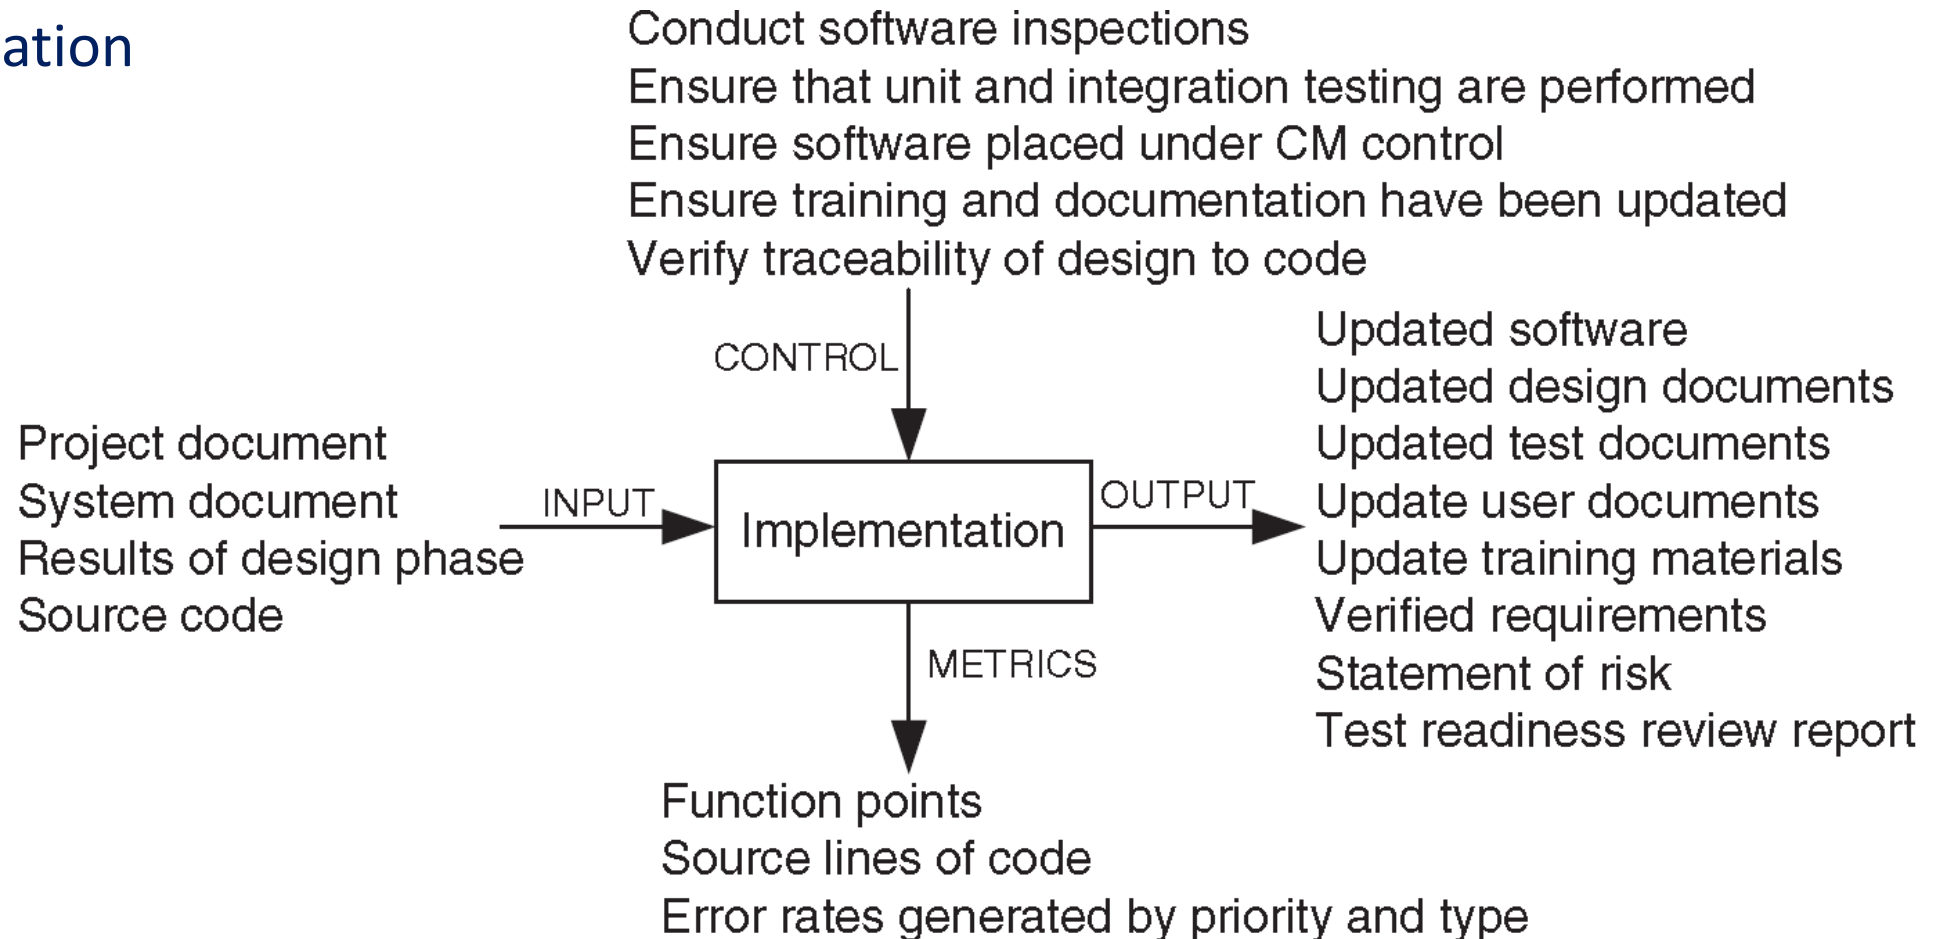 ation
Conduct software inspections
Ensure that unit and integration testing are performed
Ensure software placed under CM control
Ensure training and documentation have been updated
Verify traceability of design to code
CONTROL
Project document
System document
Results of design phase
Source code
INPUT
Implementation
OUTPUT
Updated software
Updated design documents
Updated test documents
Update user documents
Update training materials
Verified requirements
Statement of risk
Test readiness review report
METRICS
Function points
Source lines of code
Error rates generated by priority and type